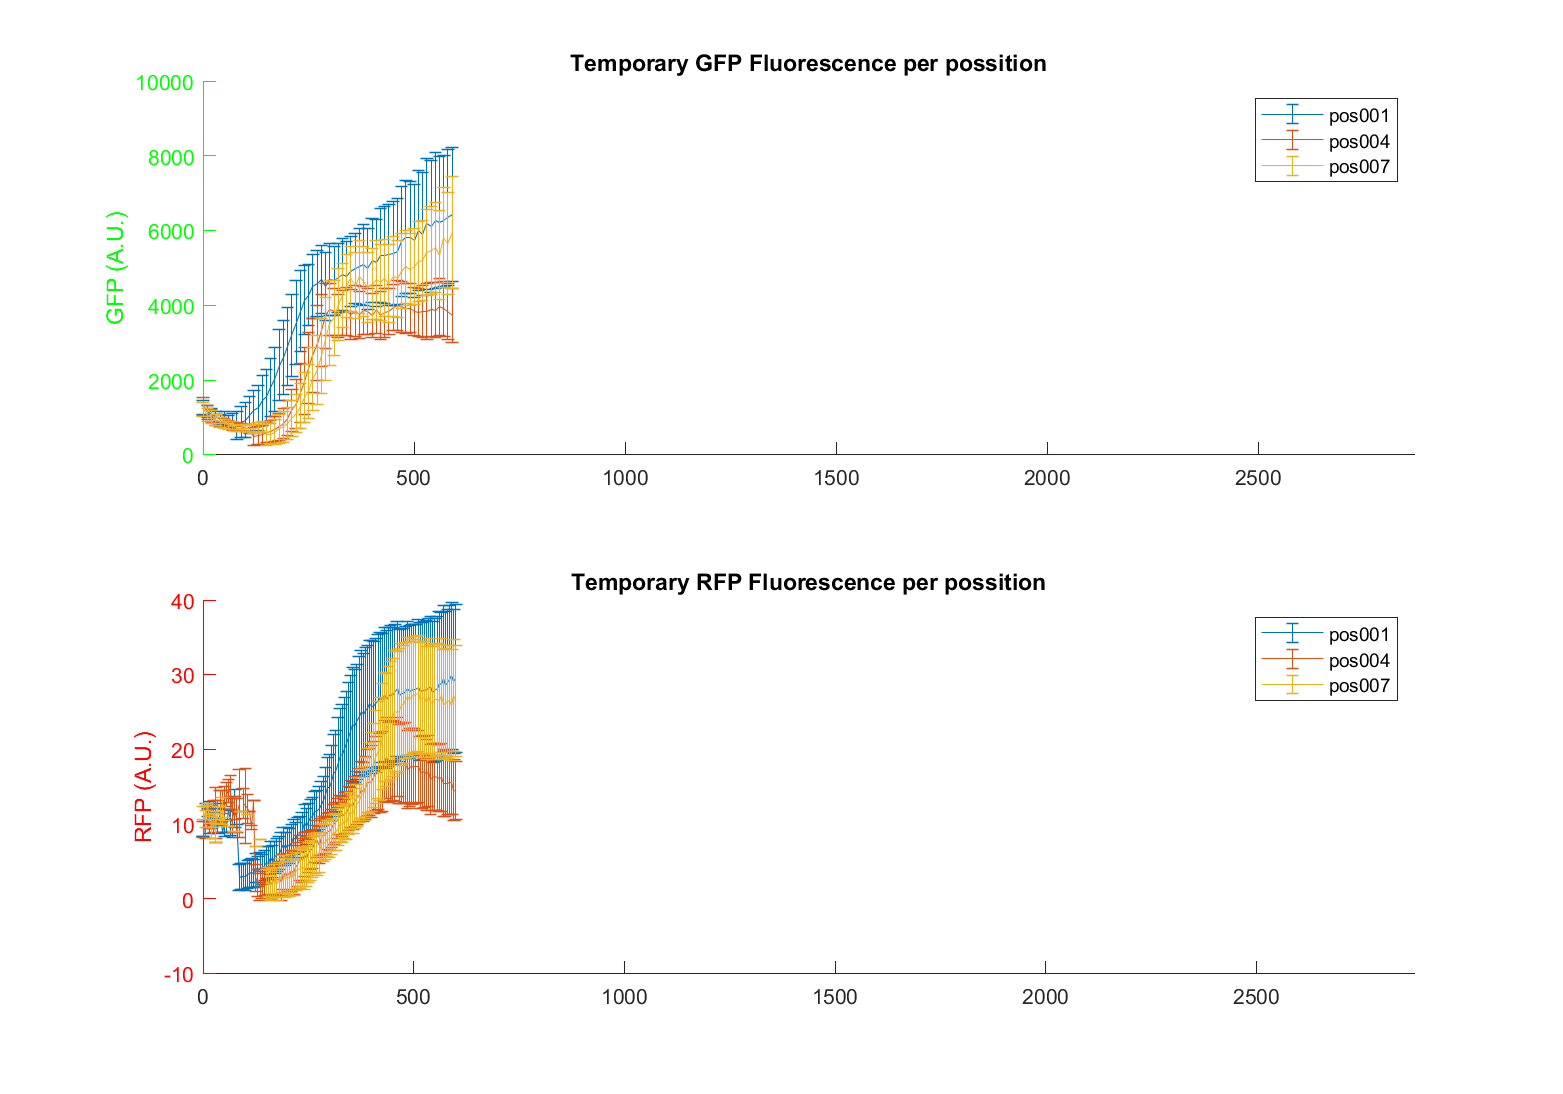 Temporary GFP Fluorescence per possition
10000
8000
6000
4000
2000
0
GFP (A.U.)
pos001
pos004
pos007
0 500 1000 1500 2000 2500
Temporary RFP Fluorescence per possition
40
30
20
10
0
-10
RFP (A.U.)
pos001
pos004
pos007
0 500 1000 1500 2000 2500